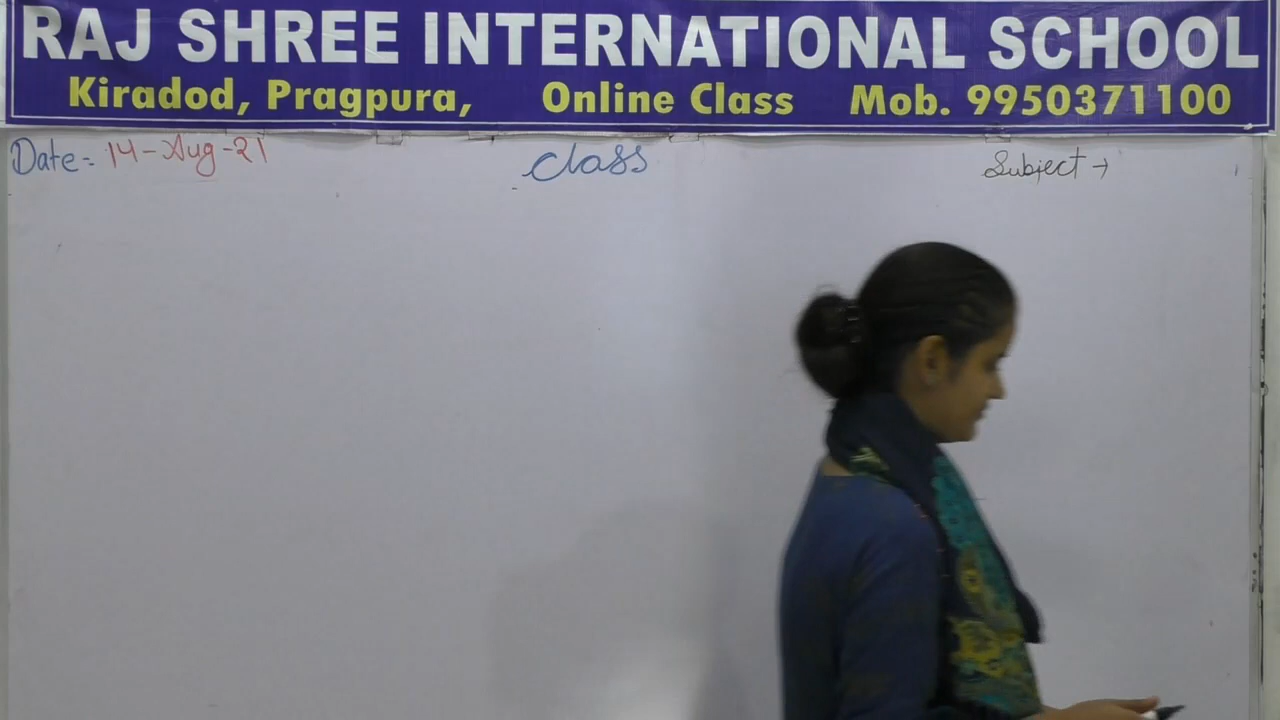 RAJ SHREE INTERNATIONAL SCHOOL
Kiradod, Pragpura, Online Class Mob. 9950371100
Date:- 14-Aug-21 Class Subject →